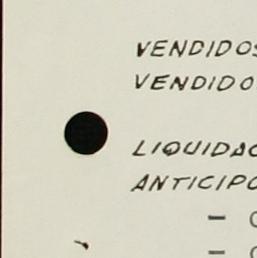 VENDIDOS
VENDIDO
LIQUIDAC
ANTICIPO
–
–